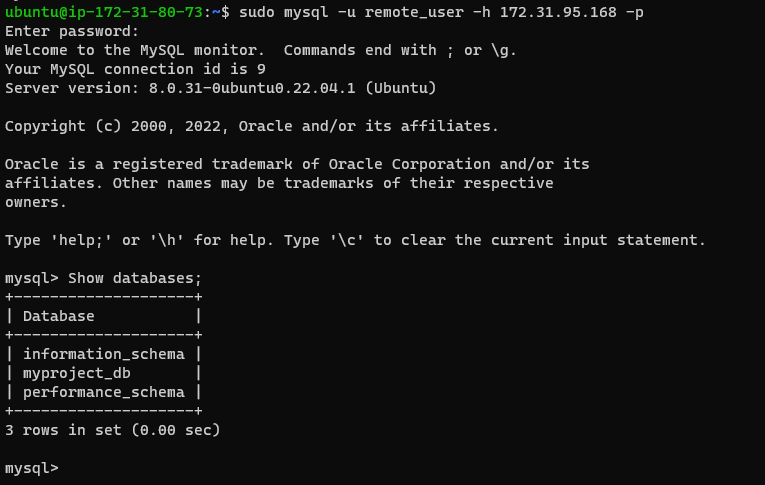 ubuntu@ip-172-31-80-73:~$ sudo mysql -u remote_user -h 172.31.95.168 -p
Enter password:
Welcome to the MySQL monitor.  Commands end with ; or \g.
Your MySQL connection id is 9
Server version: 8.0.31-0ubuntu0.22.04.1 (Ubuntu)

Copyright (c) 2000, 2022, Oracle and/or its affiliates.

Oracle is a registered trademark of Oracle Corporation and/or its
affiliates. Other names may be trademarks of their respective
owners.

Type 'help;' or '\h' for help. Type '\c' to clear the current input statement.

mysql> Show databases;
+--------------------+
| Database           |
+--------------------+
| information_schema |
| myproject_db       |
| performance_schema |
+--------------------+
3 rows in set (0.00 sec)

mysql>